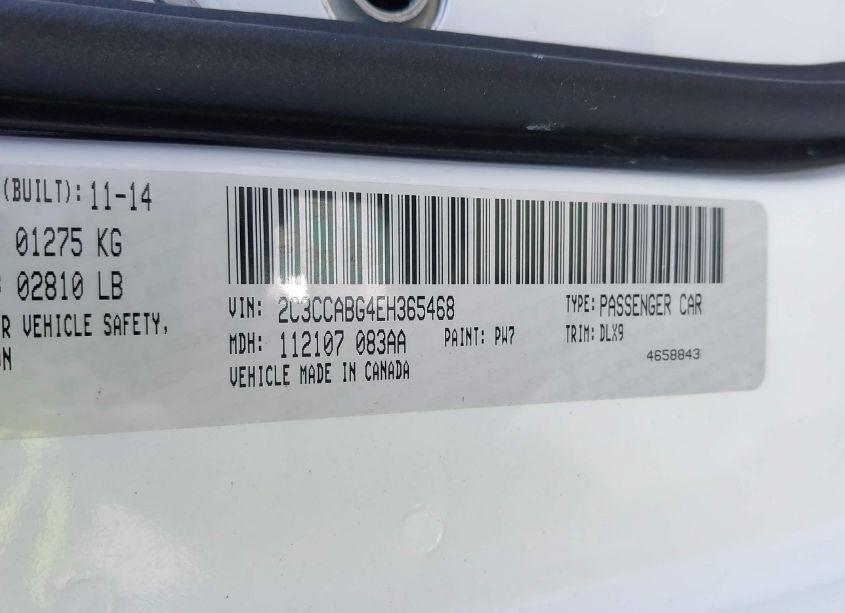 (BUILT): 11-14
01275 KG
02810 LB
R VEHICLE SAFETY,
ON
VIN: 2C3CCABG4EH365468
TYPE: PASSENGER CAR
MDH: 112107 083AA
PAINT: PW7
TRIM: DLX9
VEHICLE MADE IN CANADA
4658843